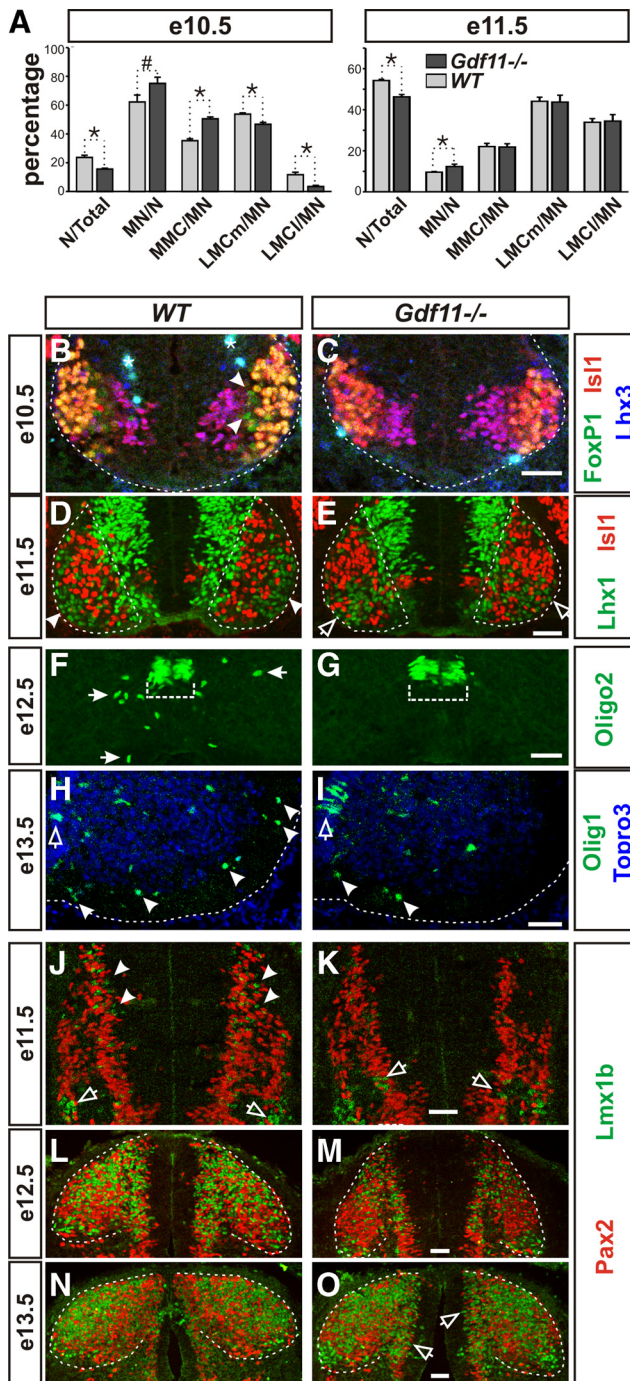 A
e10.5
e11.5
percentage
100
80
60
40
20
0
#
*
*
*
*
N/Total
MN/N
MMC/MN
LMCm/MN
LMCl/MN
60
40
20
0
*
*
Gdf11-/-
WT
N/Total
MN/N
MMC/MN
LMCm/MN
LMCl/MN
WT
Gdf11-/-
e10.5
B
*
*
C
FoxP1 Isl1
Lhx3
e11.5
D
E
Lhx1 Isl1
e12.5
F
G
Oligo2
e13.5
H
I
Olig1
Topro3
e11.5
J
K
e12.5
L
M
e13.5
N
O
Pax2 Lmx1b